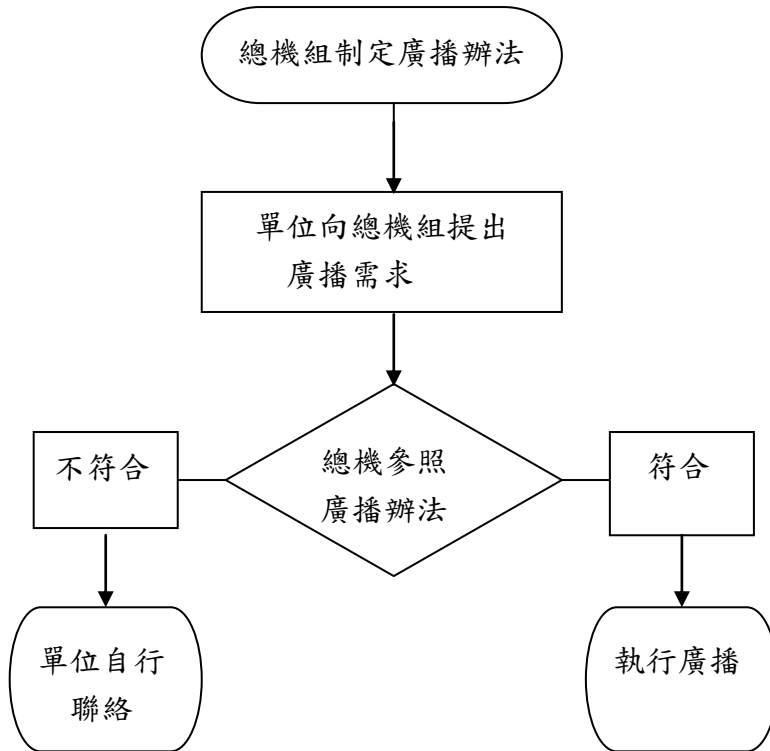 總機組制定廣播辦法
單位向總機組提出
廣播需求
不符合
總機參照
廣播辦法
符合
單位自行
聯絡
執行廣播